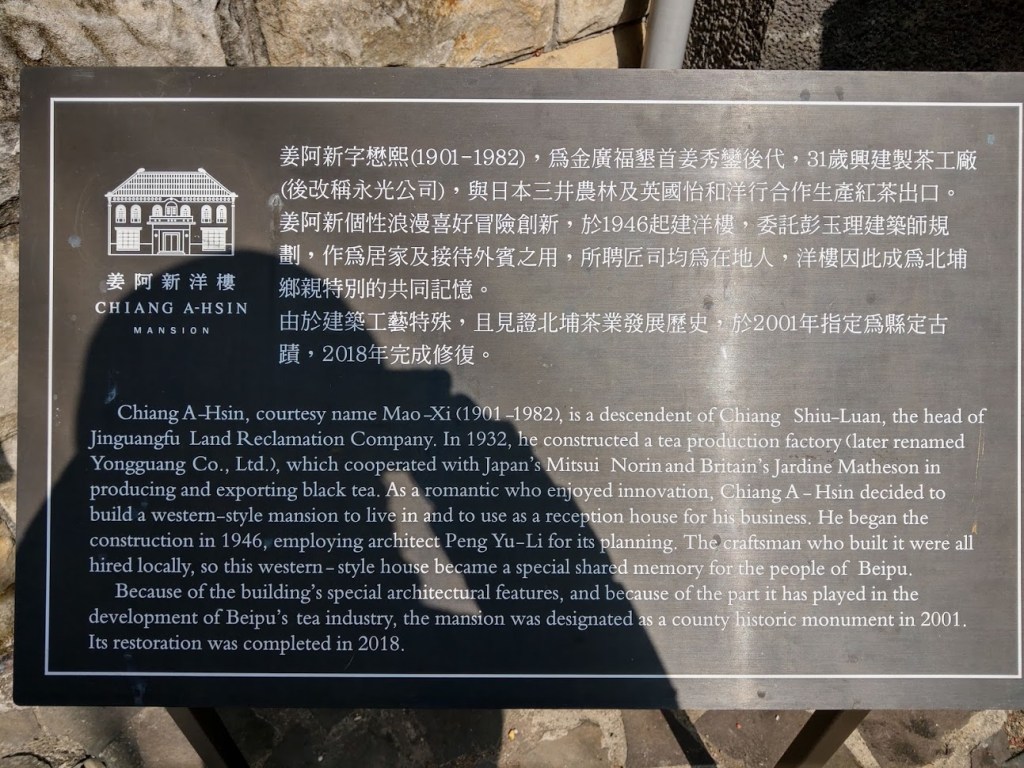 姜阿新字懋熙(1901-1982)，為金廣福墾首姜秀鑾後代，31歲興建製茶工廠
(後改稱永光公司)，與日本三井農林及英國怡和洋行合作生產紅茶出口。
姜阿新個性浪漫喜好冒險創新，於1946起建洋樓，委託彭玉理建築師規
劃，作為居家及接待外賓之用，所聘匠司均為在地人，洋樓因此成為北埔
鄉親特別的共同記憶。
由於建築工藝特殊，且見證北埔茶業發展歷史，於2001年指定為縣定古
蹟，2018年完成修復。
姜阿新洋樓
CHIANG A-HSIN
MANSION
Chiang A-Hsin, courtesy name Mao-Xi (1901-1982), is a descendent of Chiang Shiu-Luan, the head of
Jinguangfu Land Reclamation Company. In 1932, he constructed a tea production factory (later renamed
Yongguang Co., Ltd.), which cooperated with Japan's Mitsui Norin and Britain's Jardine Matheson in
producing and exporting black tea. As a romantic who enjoyed innovation, Chiang A-Hsin decided to
build a western-style mansion to live in and to use as a reception house for his business. He began the
construction in 1946, employing architect Peng Yu-Li for its planning. The craftsman who built it were all
hired locally, so this western-style house became a special shared memory for the people of Beipu.
Because of the building's special architectural features, and because of the part it has played in the
development of Beipu's tea industry, the mansion was designated as a county historic monument in 2001.
Its restoration was completed in 2018.